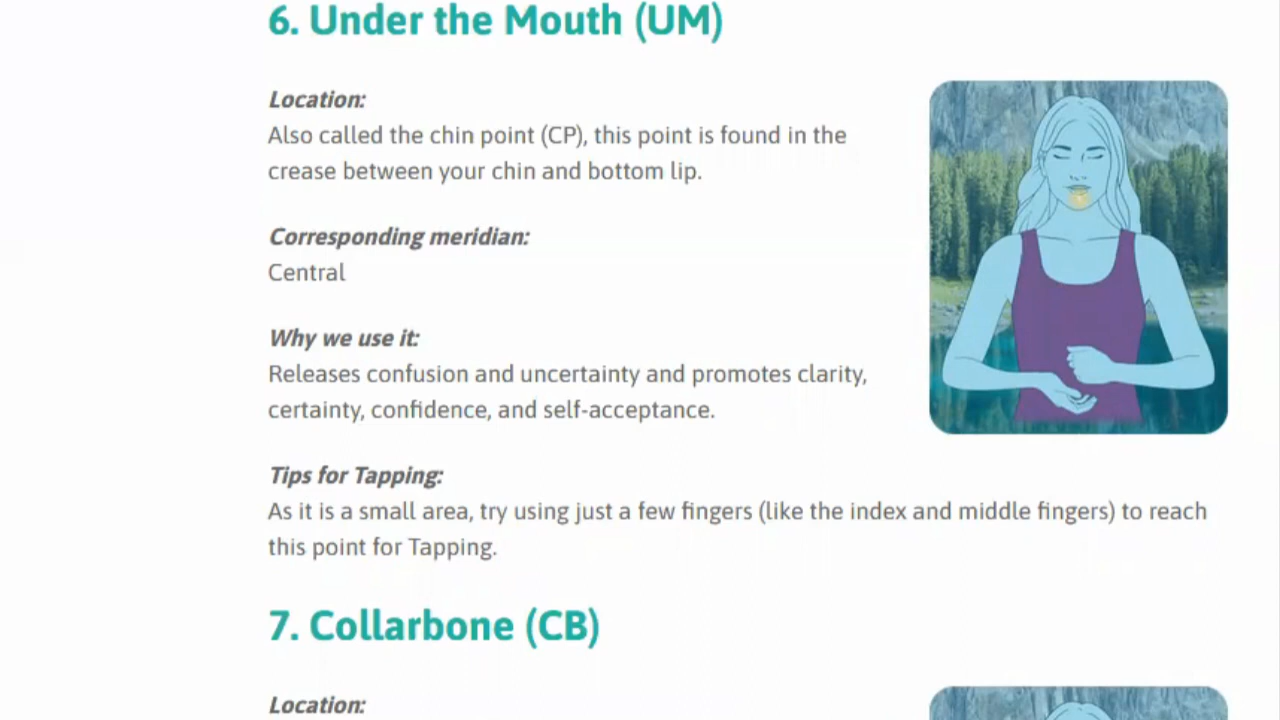 6. Under the Mouth (UM)
Location:
Also called the chin point (CP), this point is found in the
crease between your chin and bottom lip.
Corresponding meridian:
Central
Why we use it:
Releases confusion and uncertainty and promotes clarity,
certainty, confidence, and self-acceptance.
Tips for Tapping:
As it is a small area, try using just a few fingers (like the index and middle fingers) to reach
this point for Tapping.
7. Collarbone (CB)
Location: